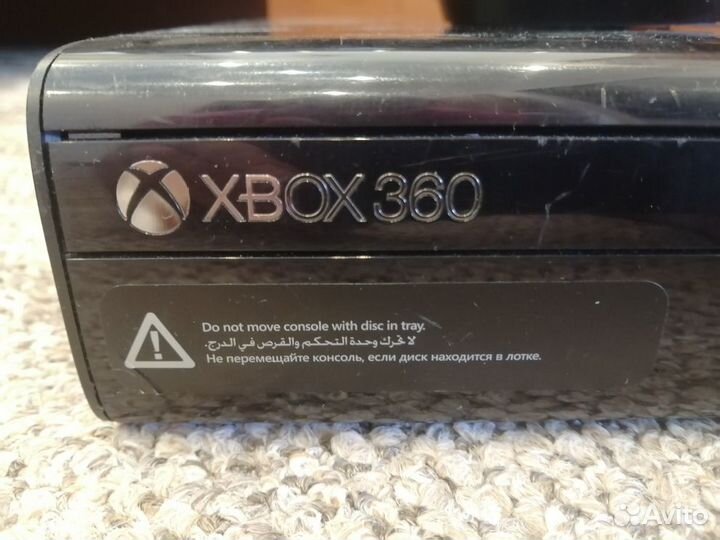 XBOX 360
Do not move console with disc in tray.
لا تحرك وحدة التحكم والقرص في الدرج.
Не перемещайте консоль, если диск находится в лотке.
Avito